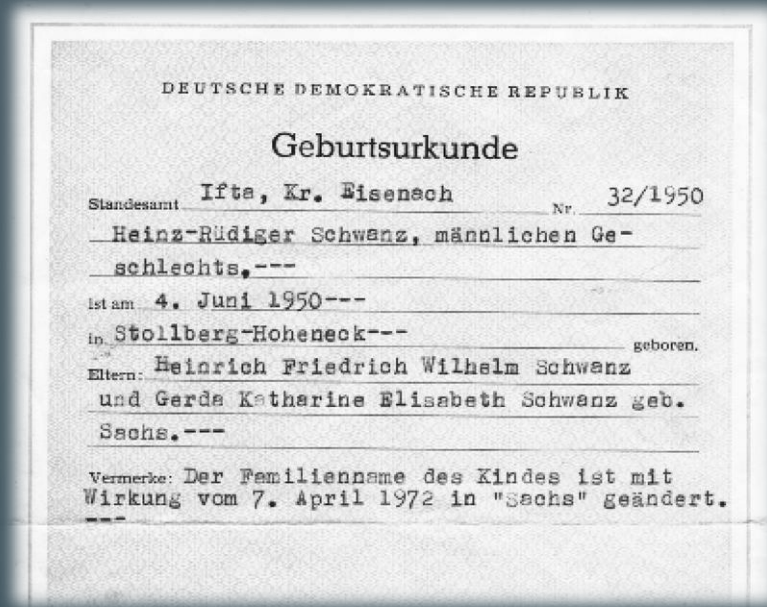 DEUTSCHE DEMOKRATISCHE REPUBLIK
Geburtsurkunde
Standesamt Ifta, Kr. Eisenach Nr. 32/1950
Heinz-Rüdiger Schwanz, männlichen Ge-
schlechts,---
ist am 4. Juni 1950---
in Stollberg-Hoheneck--- geboren.
Eltern: Heinrich Friedrich Wilhelm Schwanz
und Gerda Katharine Elisabeth Schwanz geb.
Sachs.---
Vermerke: Der Familienname des Kindes ist mit
Wirkung vom 7. April 1972 in "Sachs" geändert.
---